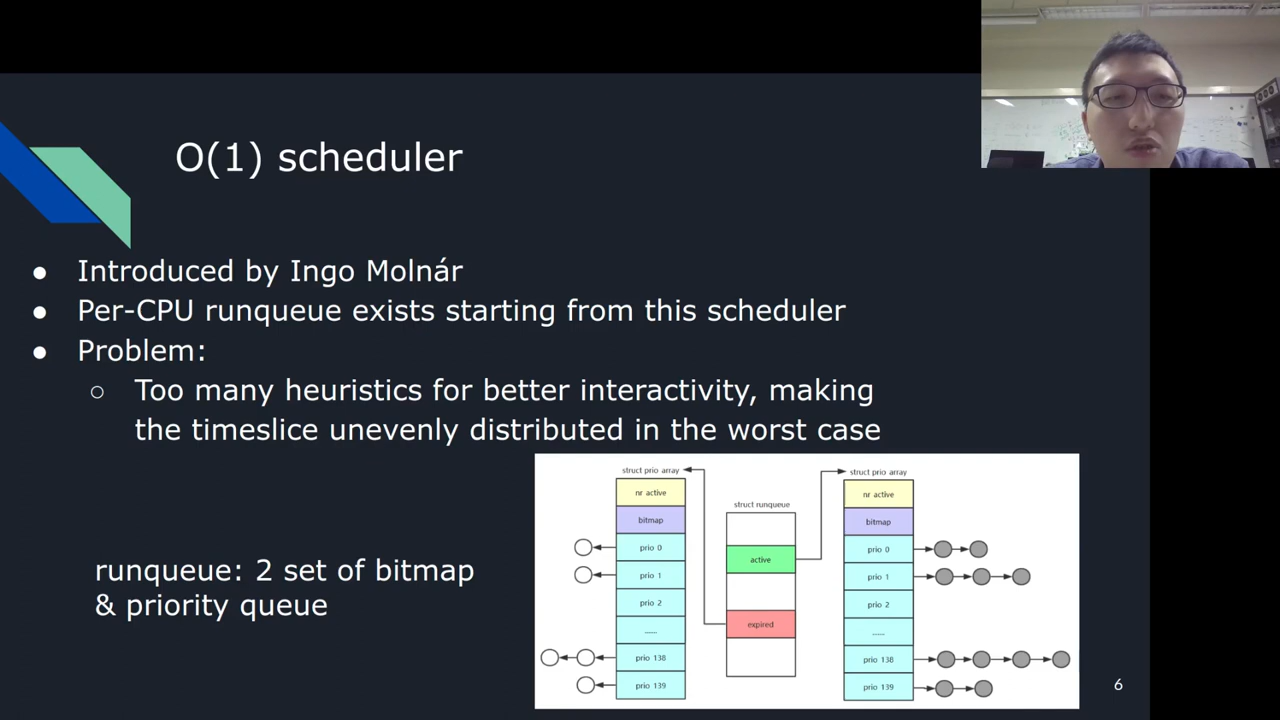 O(1) scheduler
● Introduced by Ingo Molnár
● Per-CPU runqueue exists starting from this scheduler
● Problem:
○ Too many heuristics for better interactivity, making
the timeslice unevenly distributed in the worst case
runqueue: 2 set of bitmap
& priority queue
struct prio array
nr active
bitmap
prio 0
prio 1
prio 2
......
prio 138
prio 139
struct runqueue
active
expired
struct prio array
nr active
bitmap
prio 0
prio 1
prio 2
......
prio 138
prio 139
6